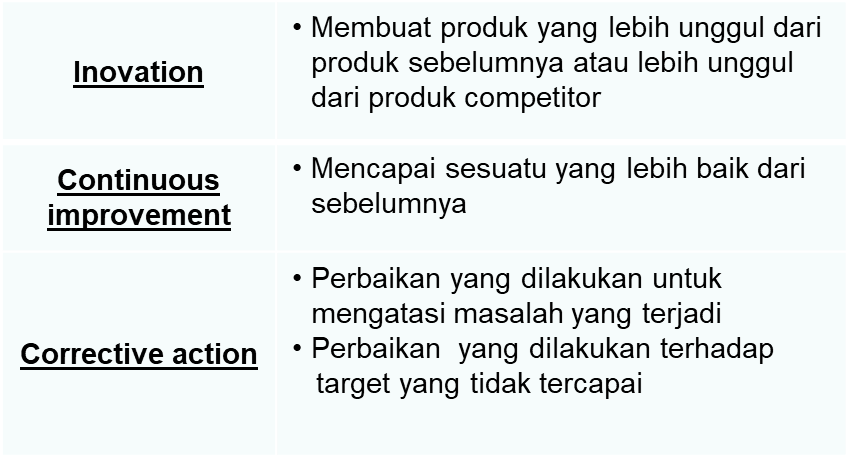 Inovation
• Membuat produk yang lebih unggul dari
produk sebelumnya atau lebih unggul
dari produk competitor
Continuous
improvement
• Mencapai sesuatu yang lebih baik dari
sebelumnya
Corrective action
• Perbaikan yang dilakukan untuk
mengatasi masalah yang terjadi
• Perbaikan  yang dilakukan terhadap
target yang tidak tercapai